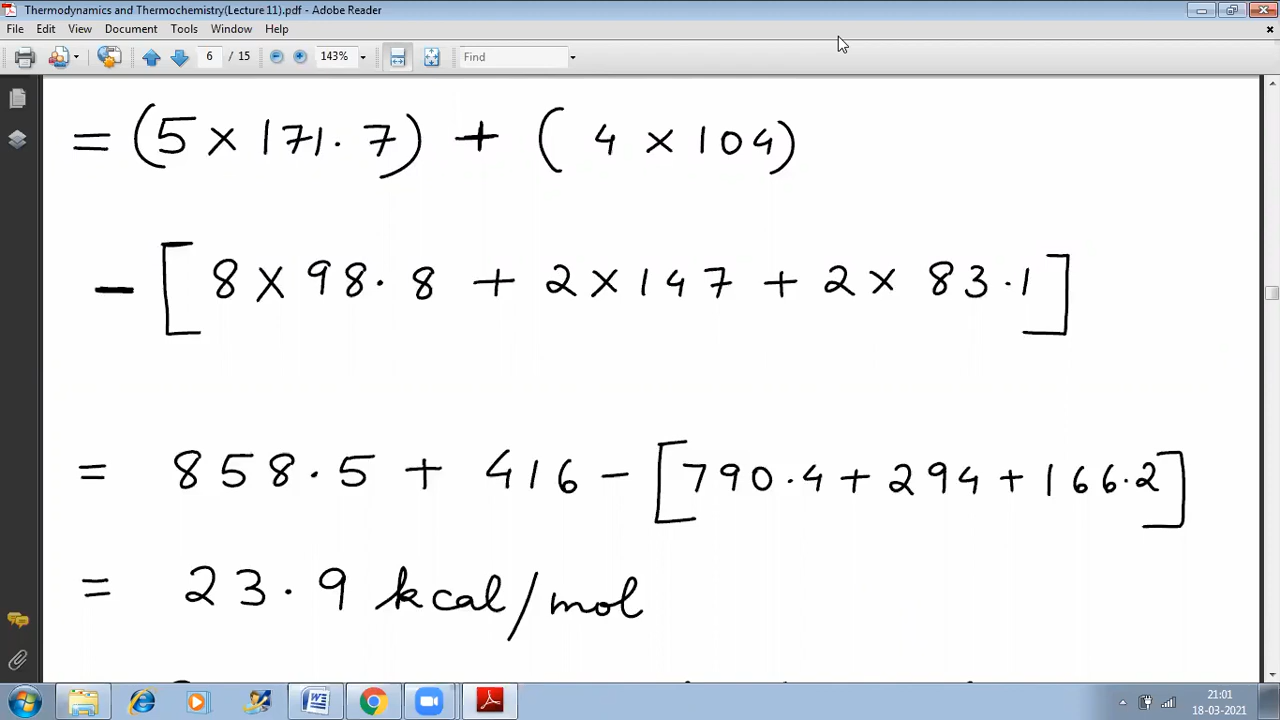 Thermodynamics and Thermochemistry(Lecture 11).pdf - Adobe Reader
File Edit View Document Tools Window Help
6 / 15 143% Find
= (5 × 171.7) + (4 × 104)
- [8 × 98.8 + 2 × 147 + 2 × 83.1]
= 858.5 + 416 - [790.4 + 294 + 166.2]
= 23.9 kcal/mol
21:01
18-03-2021